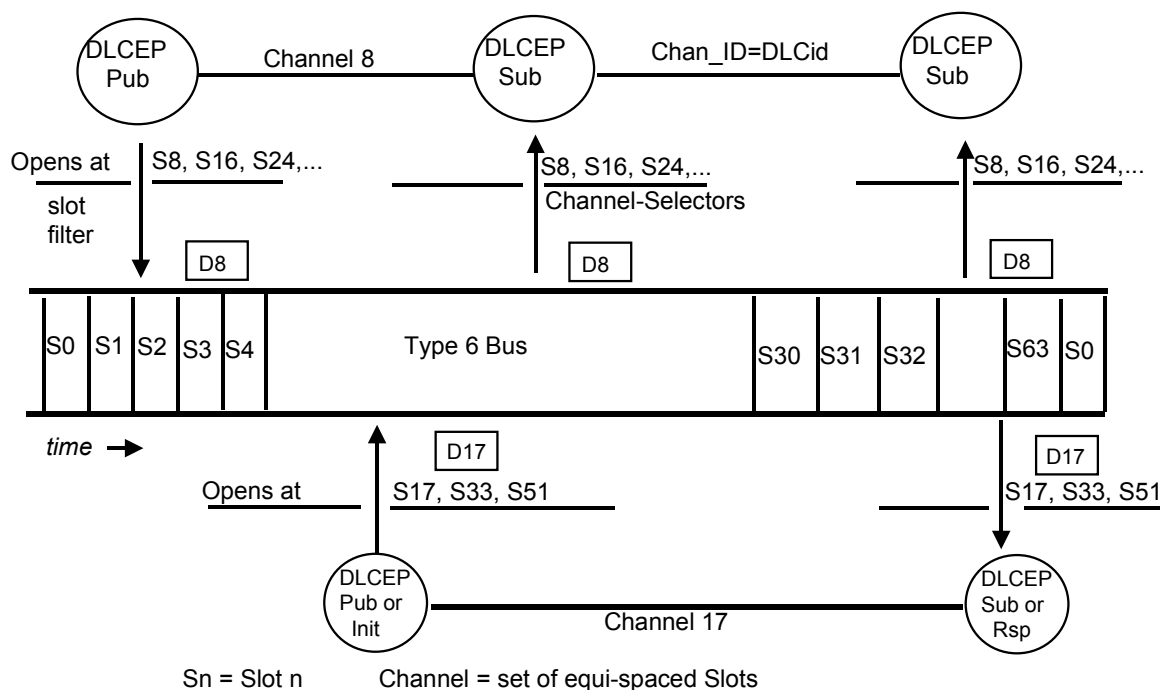 DLCEP
Pub
Channel 8
DLCEP
Sub
Chan_ID=DLCid
DLCEP
Sub
Opens at
S8, S16, S24,...
slot
filter
S8, S16, S24,...
Channel-Selectors
S8, S16, S24,...
D8
D8
D8
S0
S1
S2
S3
S4
Type 6 Bus
S30
S31
S32
S63
S0
time
D17
D17
Opens at
S17, S33, S51
S17, S33, S51
DLCEP
Pub or
Init
Channel 17
DLCEP
Sub or
Rsp
Sn = Slot n
Channel = set of equi-spaced Slots